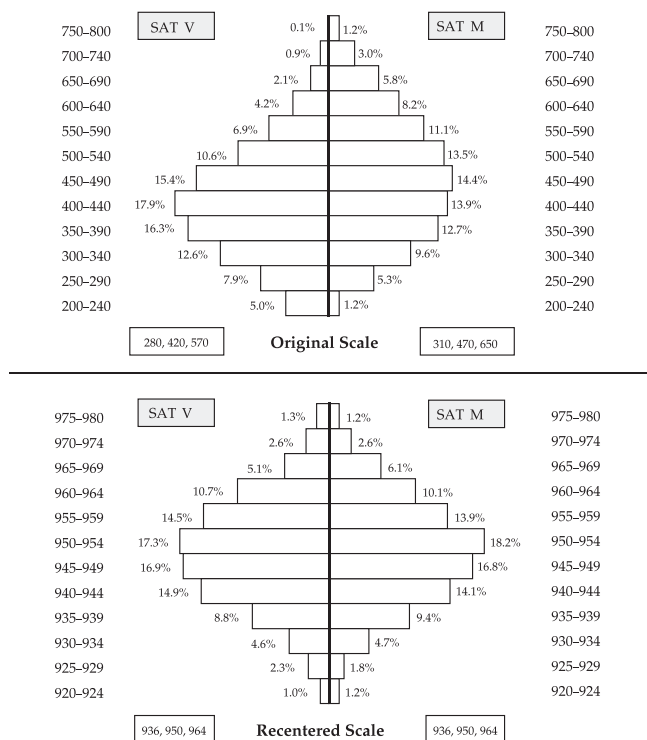 750–800 SAT V 0.1% 1.2% SAT M 750–800
700–740 0.9% 3.0% 700–740
650–690 2.1% 5.8% 650–690
600–640 4.2% 8.2% 600–640
550–590 6.9% 11.1% 550–590
500–540 10.6% 13.5% 500–540
450–490 15.4% 14.4% 450–490
400–440 17.9% 13.9% 400–440
350–390 16.3% 12.7% 350–390
300–340 12.6% 9.6% 300–340
250–290 7.9% 5.3% 250–290
200–240 5.0% 1.2% 200–240
280, 420, 570 Original Scale 310, 470, 650
975–980 SAT V 1.3% 1.2% SAT M 975–980
970–974 2.6% 2.6% 970–974
965–969 5.1% 6.1% 965–969
960–964 10.7% 10.1% 960–964
955–959 14.5% 13.9% 955–959
950–954 17.3% 18.2% 950–954
945–949 16.9% 16.8% 945–949
940–944 14.9% 14.1% 940–944
935–939 8.8% 9.4% 935–939
930–934 4.6% 4.7% 930–934
925–929 2.3% 1.8% 925–929
920–924 1.0% 1.2% 920–924
936, 950, 964 Recentered Scale 936, 950, 964